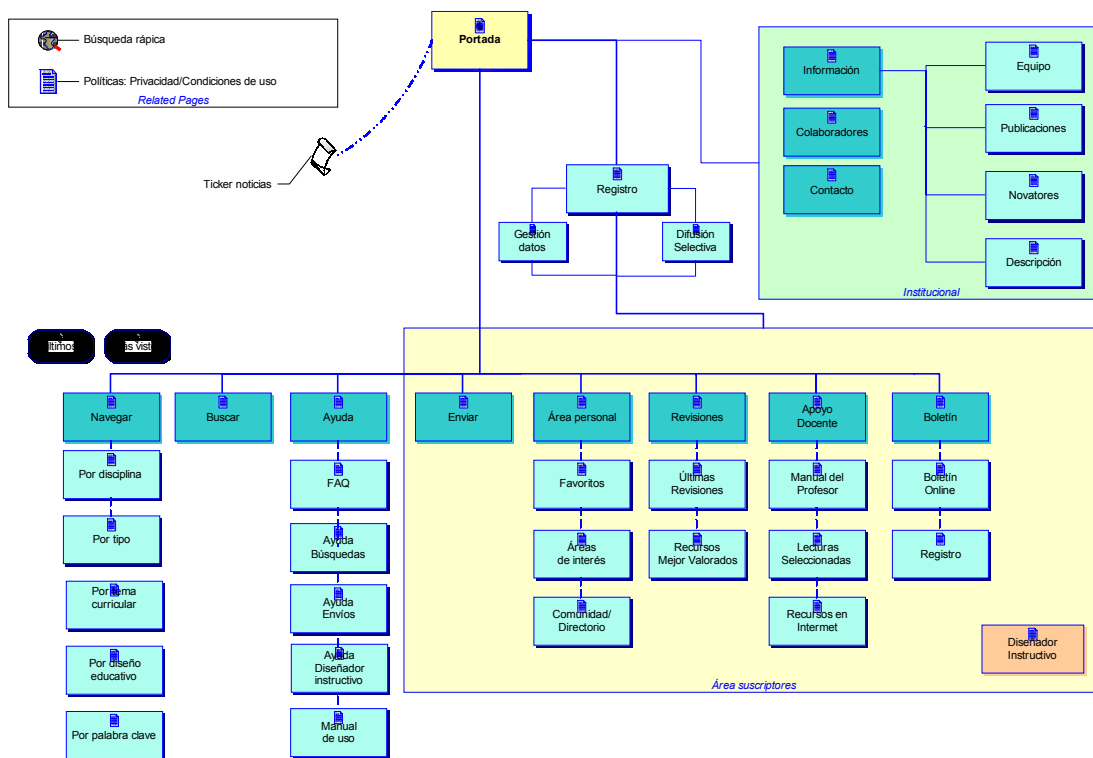 Búsqueda rápica
Políticas: Privacidad/Condiciones de uso
Related Pages
Portada
Ticker noticias
Registro
Gestión
datos
Difusión
Selectiva
Información
Colaboradores
Contacto
Equipo
Publicaciones
Novatores
Descripción
Institucional
Navegar
Por disciplina
Por tipo
Por tema
curricular
Por diseño
educativo
Por palabra clave
Buscar
Ayuda
FAQ
Ayuda
Búsquedas
Ayuda
Envíos
Ayuda
Diseñador
instructivo
Manual
de uso
Enviar
Área personal
Favoritos
Áreas
de interés
Comunidad/
Directorio
Revisiones
Últimas
Revisiones
Recursos
Mejor Valorados
Apoyo
Docente
Manual del
Profesor
Lecturas
Seleccionadas
Recursos en
Internet
Boletín
Boletín
Online
Registro
Diseñador
Instructivo
Área suscriptores